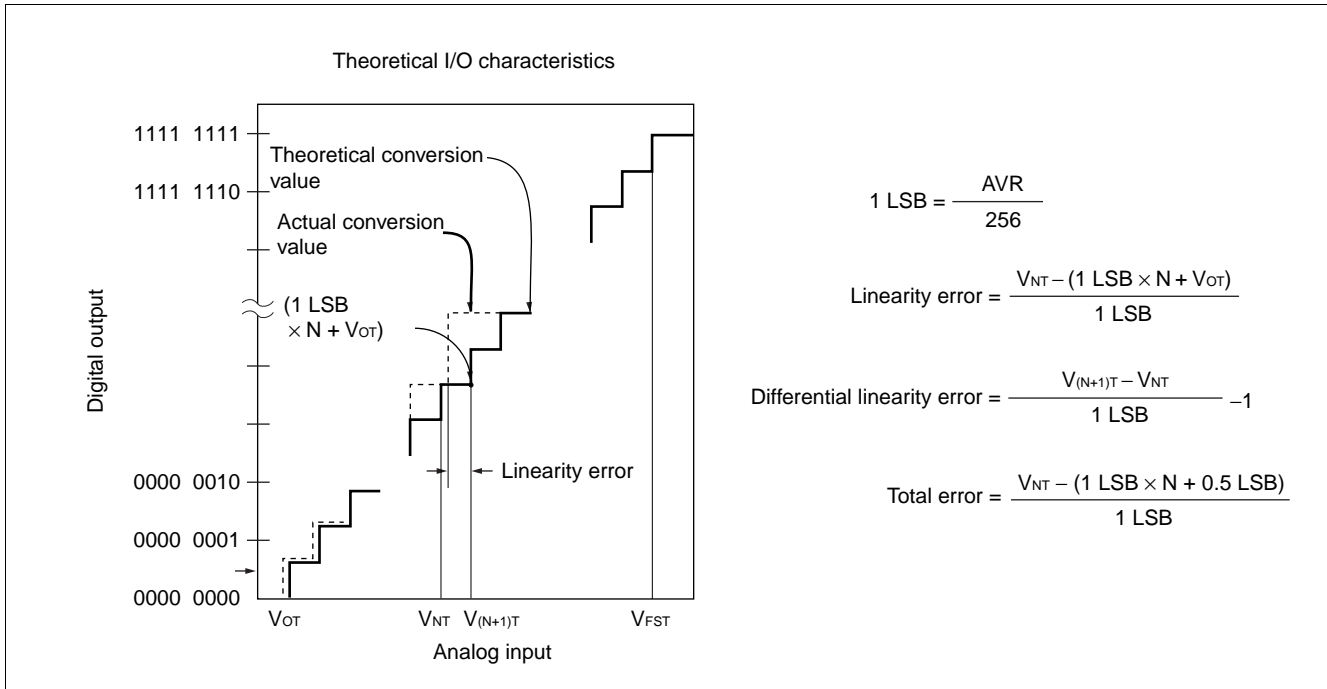 Theoretical I/O characteristics
1111 1111
1111 1110
0000 0010
0000 0001
0000 0000
Digital output
Theoretical conversion
value
Actual conversion
value
(1 LSB
× N + VOT)
Linearity error
VOT
VNT
V(N+1)T
VFST
Analog input
1 LSB = AVR / 256
Linearity error = VNT – (1 LSB × N + VOT) / 1 LSB
Differential linearity error = V(N+1)T – VNT / 1 LSB –1
Total error = VNT – (1 LSB × N + 0.5 LSB) / 1 LSB